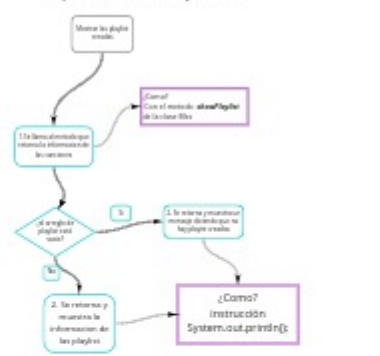 Mostrar las playlist
creadas
¿Como?
Con el metodo showPlaylist
de la clase
1.Se llama al metodo que
retorna la informacion de
las canciones
¿el arreglo de
playlist está
vacio?
Si
2. Se retorna y muestra un
mensaje diciendo que no
hay playlist creadas
No
2. Se retorna y
muestra la
informacion de
las playlist
¿Como?
instrucción
System.out.println();